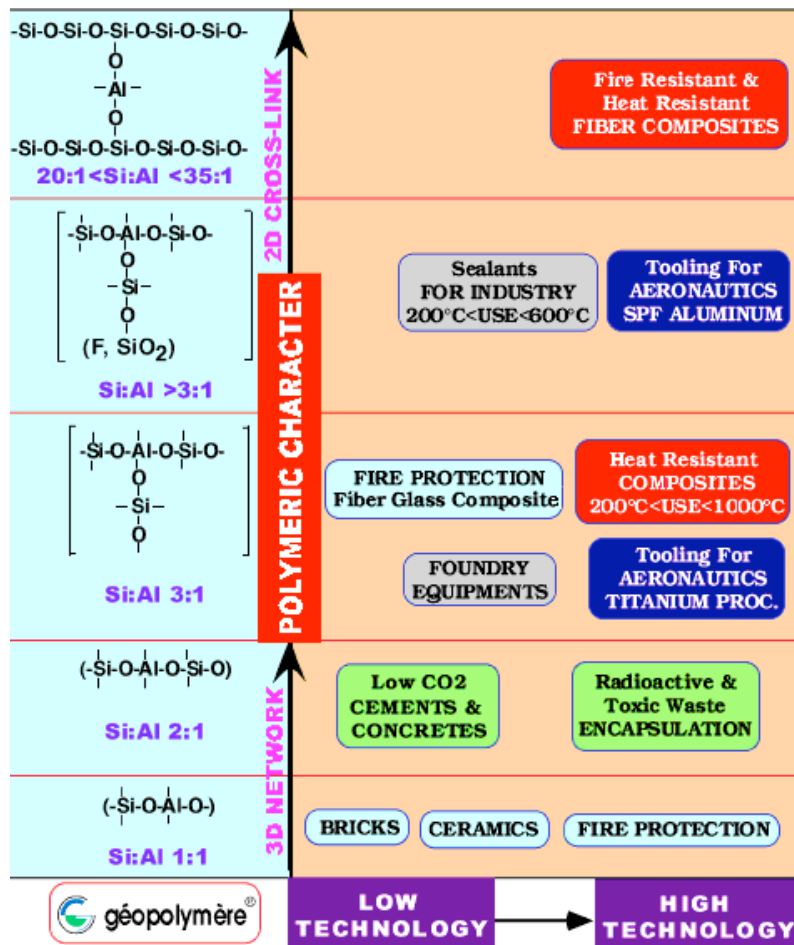 -Si-O-Si-O-Si-O-Si-O-Si-O-
O
Al
O
-Si-O-Si-O-Si-O-Si-O-Si-O-
20:1<Si:Al <35:1
Fire Resistant &
Heat Resistant
FIBER COMPOSITES
2D CROSS-LINK
-Si-O-Al-O-Si-O-
O
-Si-
O
(F, SiO2)
Si:Al >3:1
Sealants
FOR INDUSTRY
200°C<USE<600°C
Tooling For
AERONAUTICS
SPF ALUMINUM
POLYMERIC CHARACTER
-Si-O-Al-O-Si-O-
O
-Si-
O
Si:Al 3:1
FIRE PROTECTION
Fiber Glass Composite
Heat Resistant
COMPOSITES
200°C<USE<1000°C
FOUNDRY
EQUIPMENTS
Tooling For
AERONAUTICS
TITANIUM PROC.
3D NETWORK
(-Si-O-Al-O-Si-O)
Si:Al 2:1
Low CO2
CEMENTS &
CONCRETES
Radioactive &
Toxic Waste
ENCAPSULATION
(-Si-O-Al-O-)
Si:Al 1:1
BRICKS
CERAMICS
FIRE PROTECTION
géopolymère®
LOW
TECHNOLOGY
HIGH
TECHNOLOGY